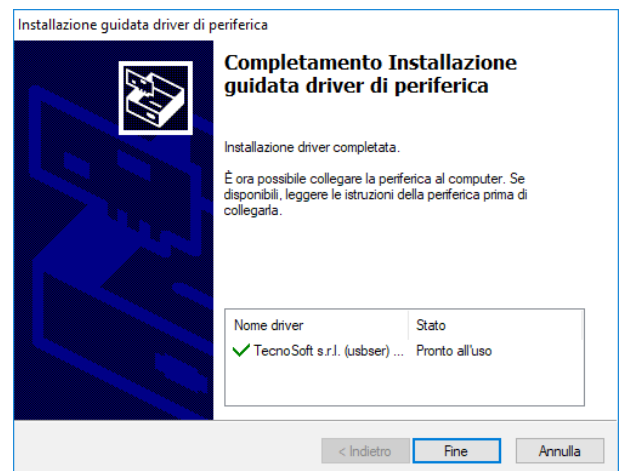 Installazione guidata driver di periferica
Completamento Installazione
guidata driver di periferica
Installazione driver completata.
È ora possibile collegare la periferica al computer. Se
disponibili, leggere le istruzioni della periferica prima di
collegarla.
Nome driver Stato
TecnoSoft s.r.l. (usbser) ... Pronto all'uso
< Indietro Fine Annulla